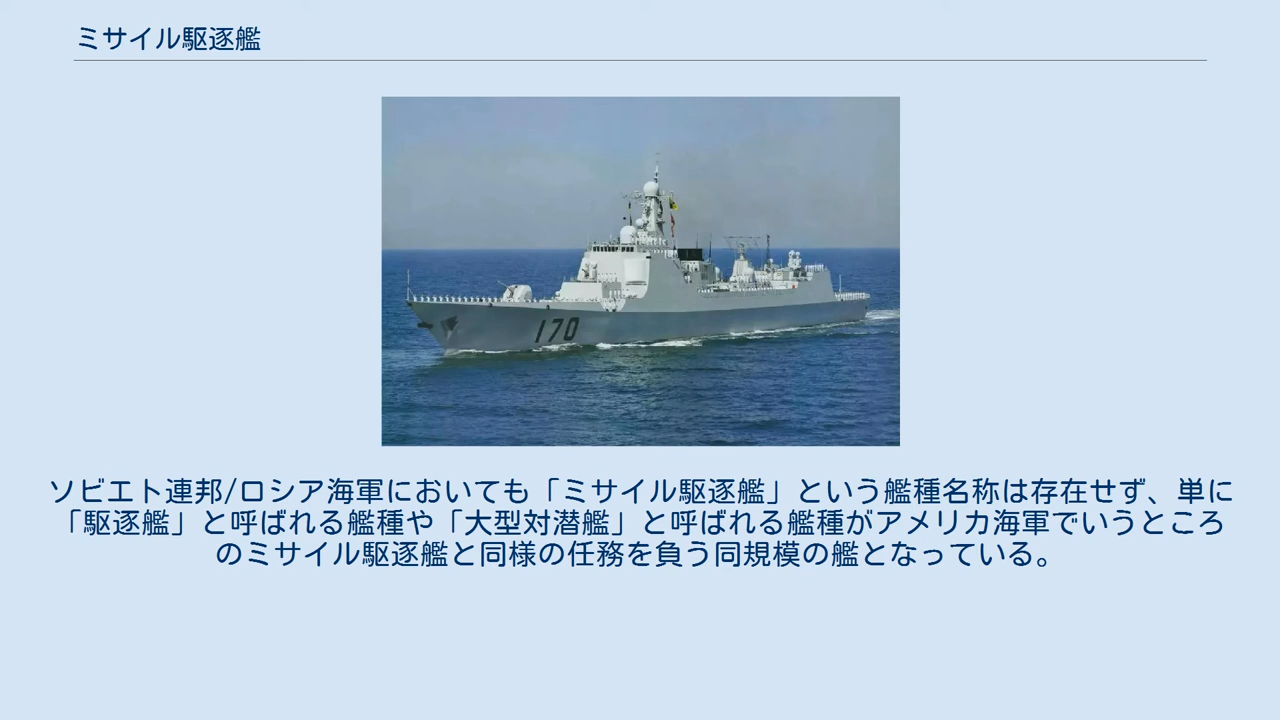 ミサイル駆逐艦
170
ソビエト連邦/ロシア海軍においても「ミサイル駆逐艦」という艦種名称は存在せず、単に
「駆逐艦」と呼ばれる艦種や「大型対潜艦」と呼ばれる艦種がアメリカ海軍でいうところ
のミサイル駆逐艦と同様の任務を負う同規模の艦となっている。